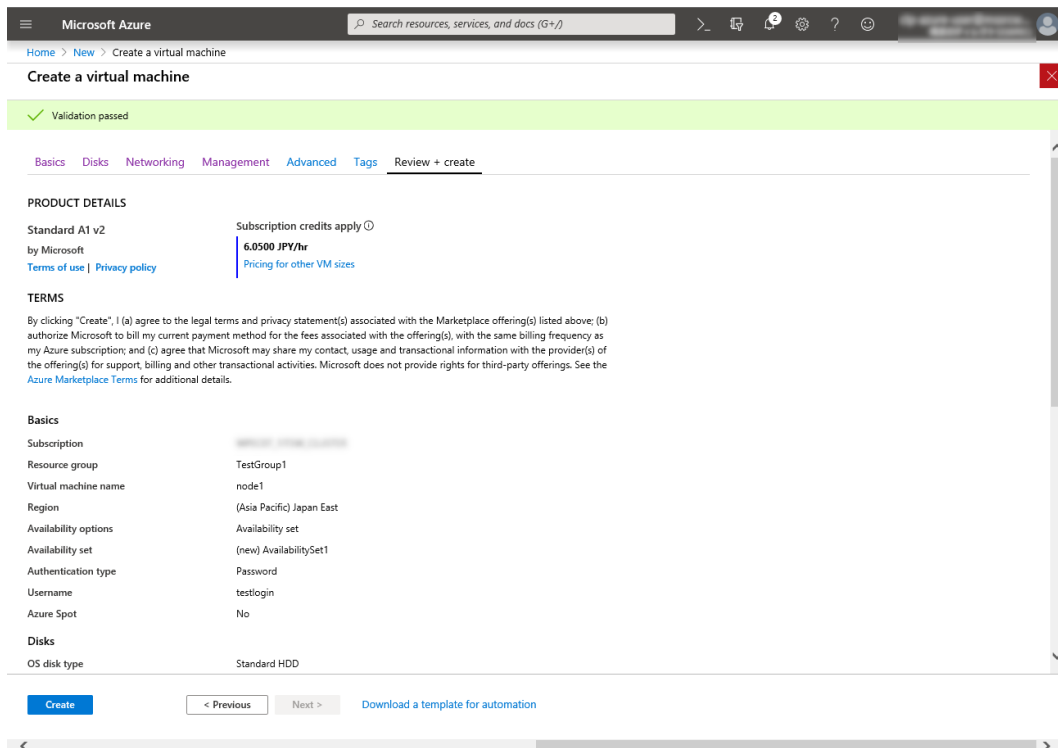 Microsoft Azure
Search resources, services, and docs (G+/)
2
Home > New > Create a virtual machine
Create a virtual machine
Validation passed
Basics Disks Networking Management Advanced Tags Review + create
PRODUCT DETAILS
Standard A1 v2
by Microsoft
Terms of use | Privacy policy
Subscription credits apply
6.0500 JPY/hr
Pricing for other VM sizes
TERMS
By clicking "Create", I (a) agree to the legal terms and privacy statement(s) associated with the Marketplace offering(s) listed above; (b)
authorize Microsoft to bill my current payment method for the fees associated with the offering(s), with the same billing frequency as
my Azure subscription; and (c) agree that Microsoft may share my contact, usage and transactional information with the provider(s) of
the offering(s) for support, billing and other transactional activities. Microsoft does not provide rights for third-party offerings. See the
Azure Marketplace Terms for additional details.
Basics
Subscription
Resource group TestGroup1
Virtual machine name node1
Region (Asia Pacific) Japan East
Availability options Availability set
Availability set (new) AvailabilitySet1
Authentication type Password
Username testlogin
Azure Spot No
Disks
OS disk type Standard HDD
Create < Previous Next > Download a template for automation